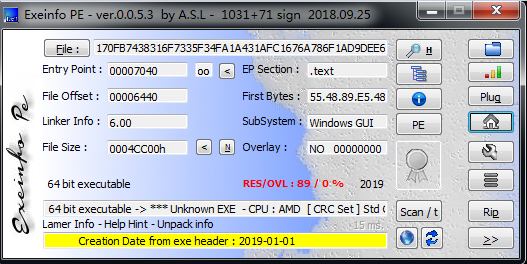 Exeinfo PE - ver.0.0.5.3 by A.S.L - 1031+71 sign 2018.09.25
File : 170FB7438316F7335F34FA1A431AFC1676A786F1AD9DEE6 H
Entry Point : 00007040 oo < EP Section : .text
File Offset : 00006440 First Bytes : 55.48.89.E5.48 Plug
Linker Info : 6.00 SubSystem : Windows GUI PE
File Size : 0004CC00h < N Overlay : NO 00000000
64 bit executable RES/OVL : 89 / 0 % 2019
64 bit executable -> *** Unknown EXE - CPU : AMD [ CRC Set ] Std C Scan / t Rip
Lamer Info - Help Hint - Unpack info 15 ms.
Creation Date from exe header : 2019-01-01 >>
Exeinfo Pe